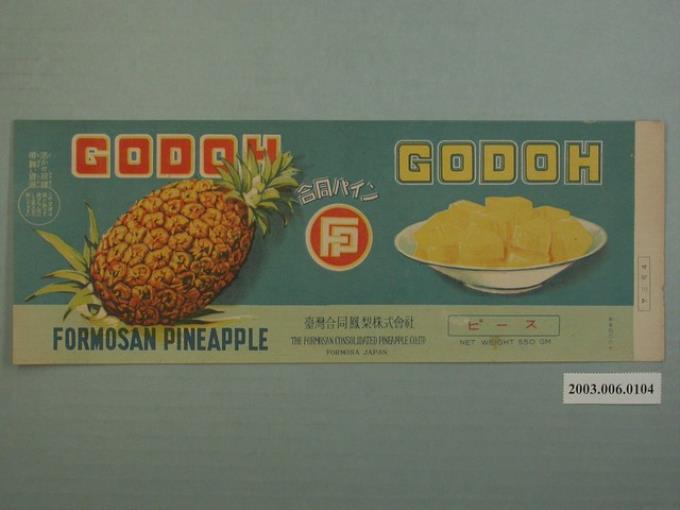 GODOH
合同パイン
FORMOSAN PINEAPPLE
臺灣合同鳳梨株式會社
THE FORMOSAN CONSOLIDATED PINEAPPLE CO.LTD
FORMOSA JAPAN
GODOH
ピース
NET WEIGHT 550 GM
2003.006.0104